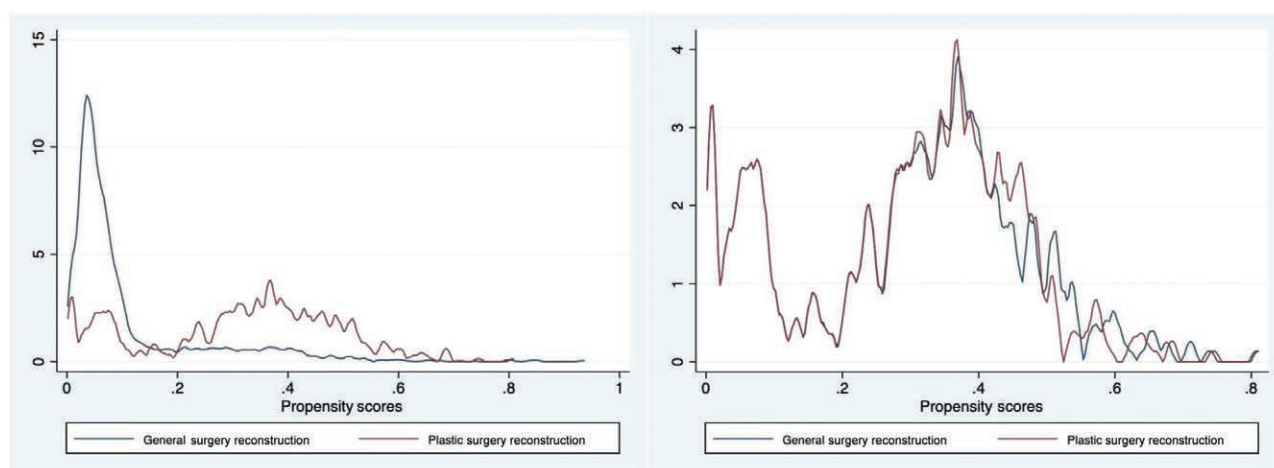 15
10
5
0
0 .2 .4 .6 .8 1
Propensity scores
General surgery reconstruction Plastic surgery reconstruction
4
3
2
1
0
0 .2 .4 .6 .8
Propensity scores
General surgery reconstruction Plastic surgery reconstruction